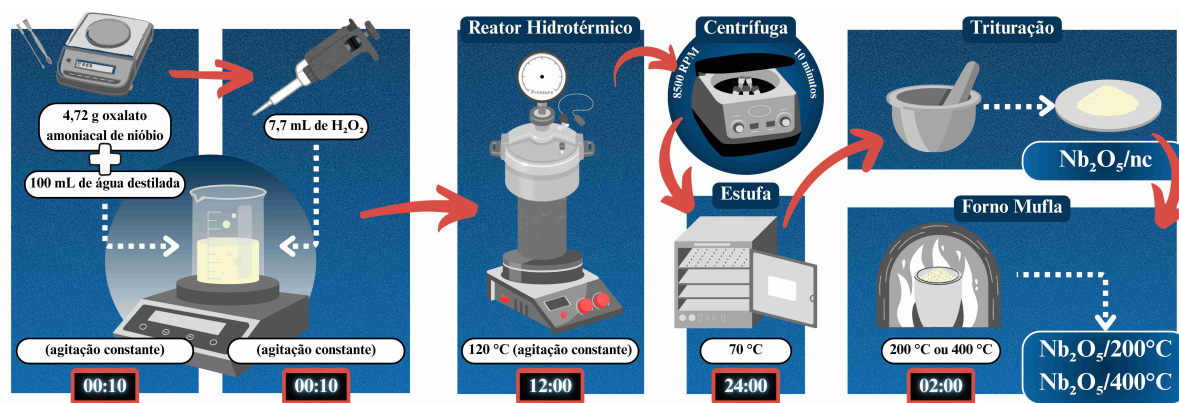 4,72 g oxalato
amoniacal de nióbio
100 mL de água destilada
7,7 mL de H₂O₂
(agitação constante)
00:10
(agitação constante)
00:10
Reator Hidrotérmico
Pressure
120 °C (agitação constante)
12:00
Centrífuga
8500 RPM
10 minutos
Estufa
70 °C
24:00
Trituração
Nb₂O₅/nc
Forno Mufla
200 °C ou 400 °C
02:00
Nb₂O₅/200°C
Nb₂O₅/400°C